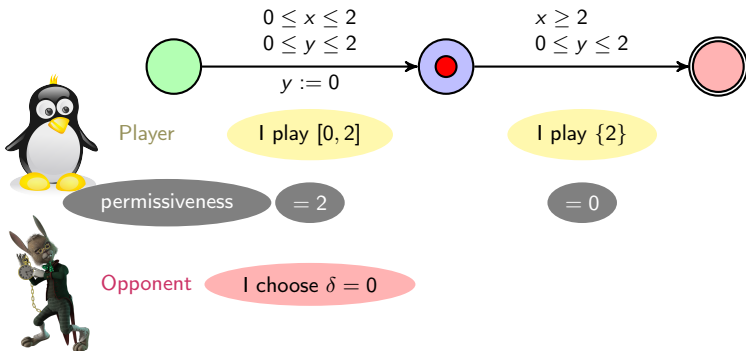 0 ≤ x ≤ 2
0 ≤ y ≤ 2
y := 0
x ≥ 2
0 ≤ y ≤ 2
Player
I play [0, 2]
I play {2}
permissiveness
= 2
= 0
Opponent
I choose δ = 0